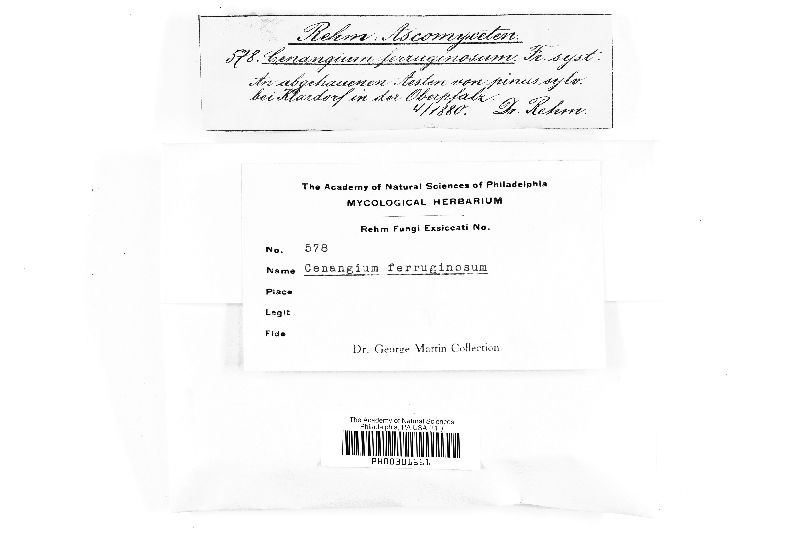 Rehm. Ascomyceten.
578. Cenangium ferruginosum. Fr. syst.
An abgehauenen Aesten von pinus sylv.
bei Klardorf in der Oberpfalz.
4/1880. Dr. Rehm.
The Academy of Natural Sciences of Philadelphia
MYCOLOGICAL HERBARIUM
Rehm Fungi Exsiccati No.
No. 578
Name Cenangium ferruginosum
Place
Legit
Fide
Dr. George Martin Collection
The Academy of Natural Sciences
Philadelphia, PA USA